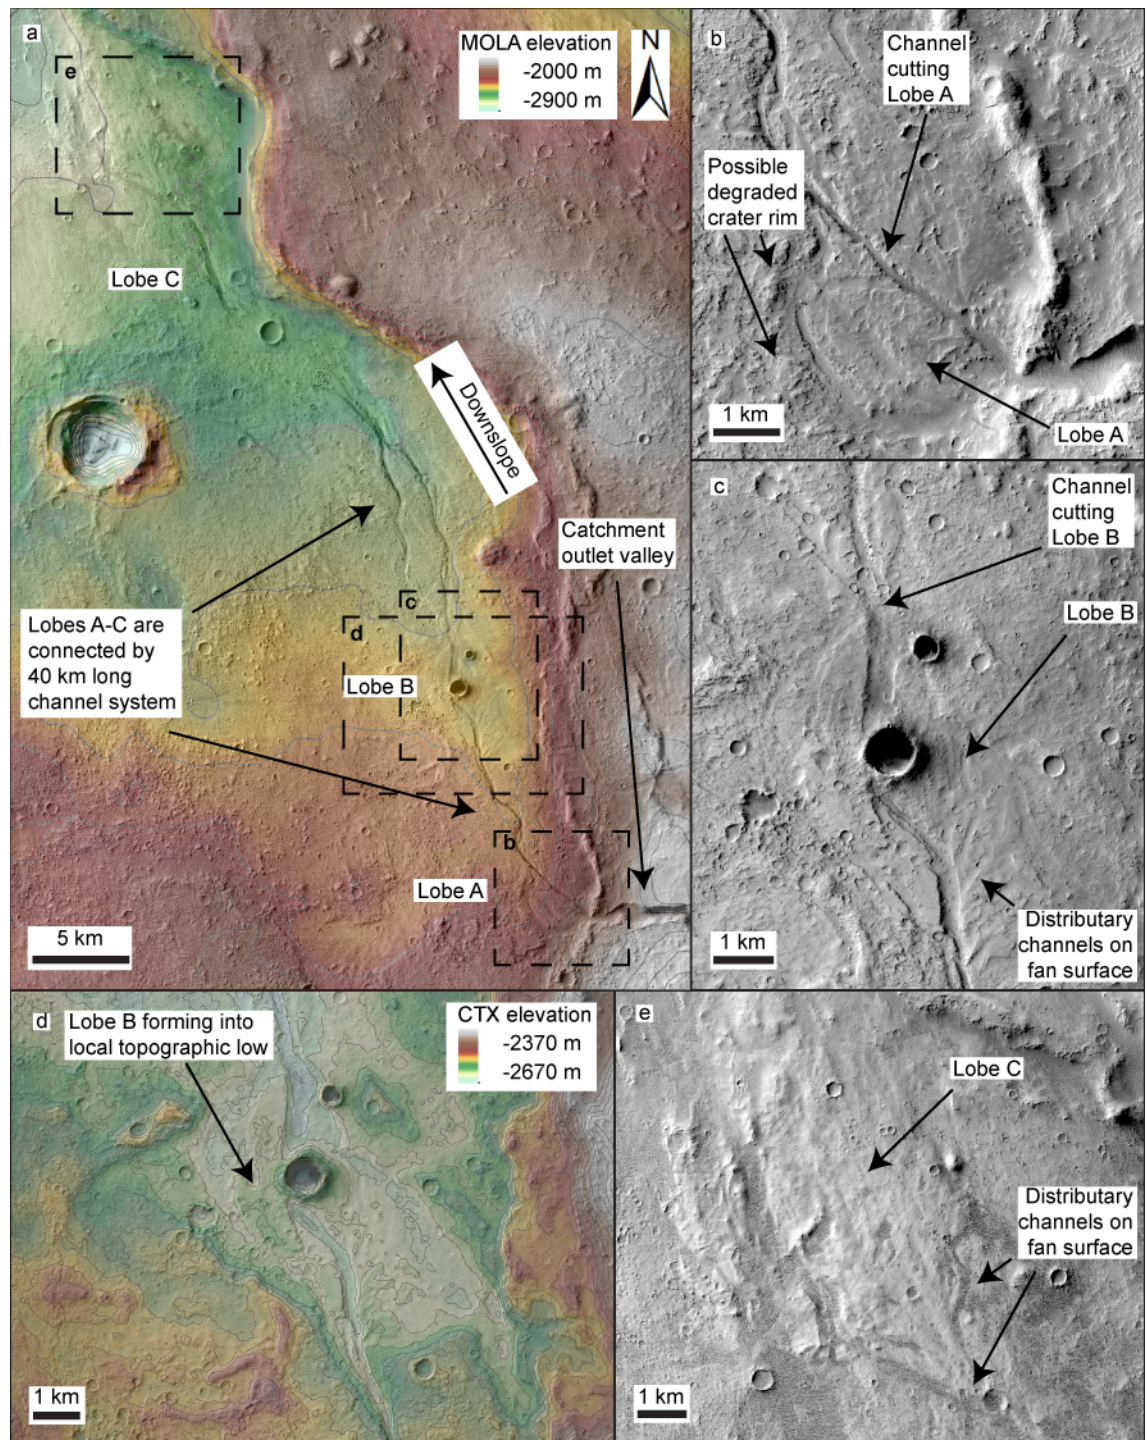 a
e
MOLA elevation
-2000 m
-2900 m
N
Lobe C
Downslope
Catchment
outlet valley
Lobes A-C are
connected by
40 km long
channel system
c
d
Lobe B
b
Lobe A
5 km
b
Channel
cutting
Lobe A
Possible
degraded
crater rim
1 km
Lobe A
c
Channel
cutting
Lobe B
Lobe B
Distributary
channels on
fan surface
1 km
d
Lobe B forming into
local topographic low
CTX elevation
-2370 m
-2670 m
1 km
e
Lobe C
Distributary
channels on
fan surface
1 km